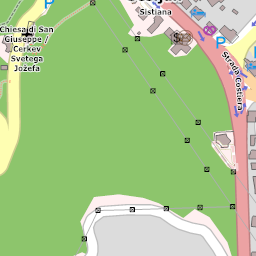 Sistiana
Chiesa di San
Giuseppe /
Cerkev
Svetega
Jožefa
Strada Costiera
P
P
P